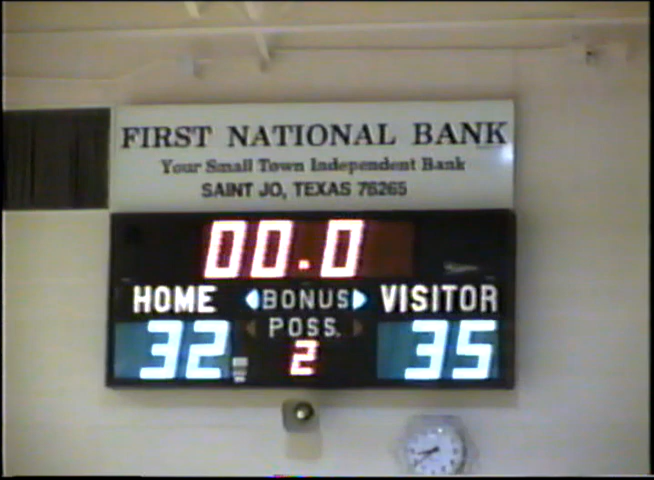 FIRST NATIONAL BANK
Your Small Town Independent Bank
SAINT JO, TEXAS 76265
00.0
HOME BONUS VISITOR
POSS.
32 2 35